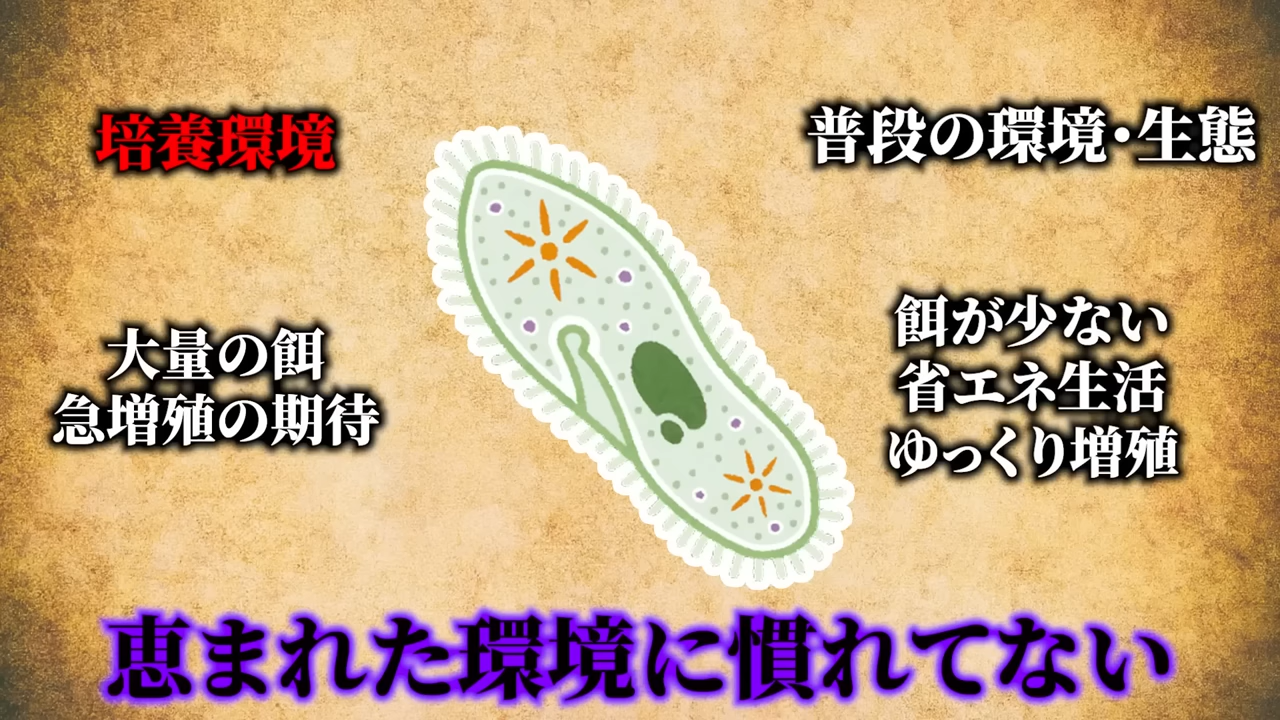 培養環境
大量の餌
急増殖の期待
普段の環境・生態
餌が少ない
省エネ生活
ゆっくり増殖
恵まれた環境に慣れてない